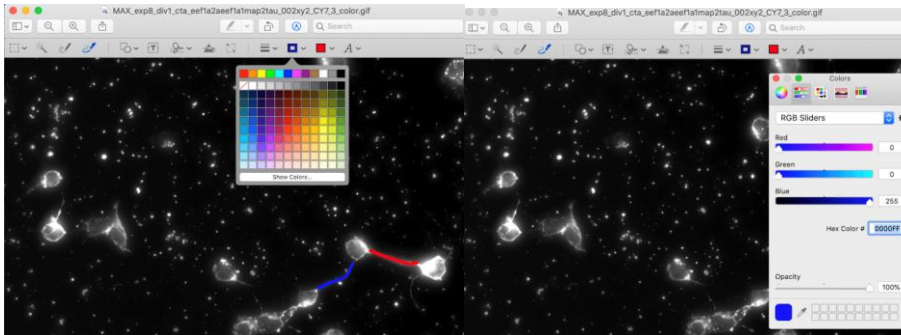 MAX_exp8_div1_cta_eef1a2aeef1a1map2tau_002xy2_CY7_3_color.gif
Search
Show Colors...
MAX_exp8_div1_cta_eef1a2aeef1a1map2tau_002xy2_CY7_3_color.gif
Search
Colors
RGB Sliders
Red
0
Green
0
Blue
255
Hex Color # 0000FF
Opacity
100%